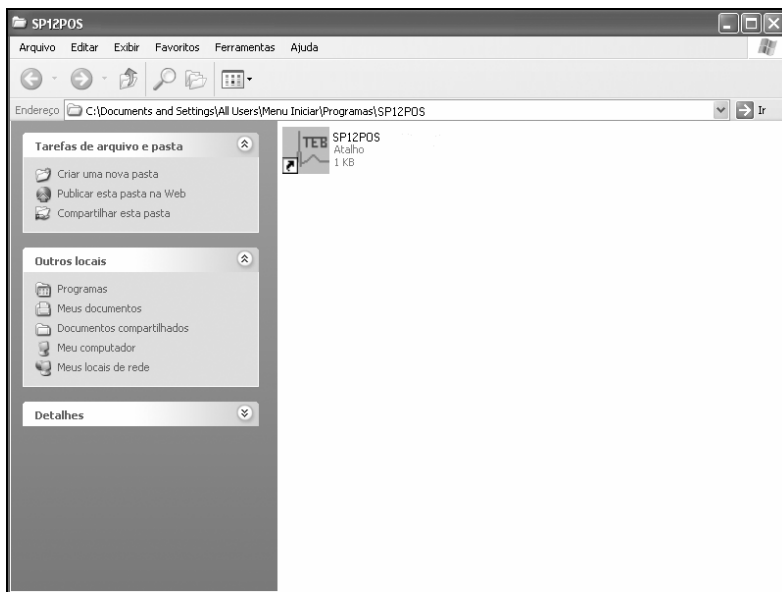 SP12POS
Arquivo Editar Exibir Favoritos Ferramentas Ajuda
Endereço C:\Documents and Settings\All Users\Menu Iniciar\Programas\SP12POS Ir
Tarefas de arquivo e pasta
Criar uma nova pasta
Publicar esta pasta na Web
Compartilhar esta pasta
Outros locais
Programas
Meus documentos
Documentos compartilhados
Meu computador
Meus locais de rede
Detalhes
TEB
SP12POS
Atalho
1 KB